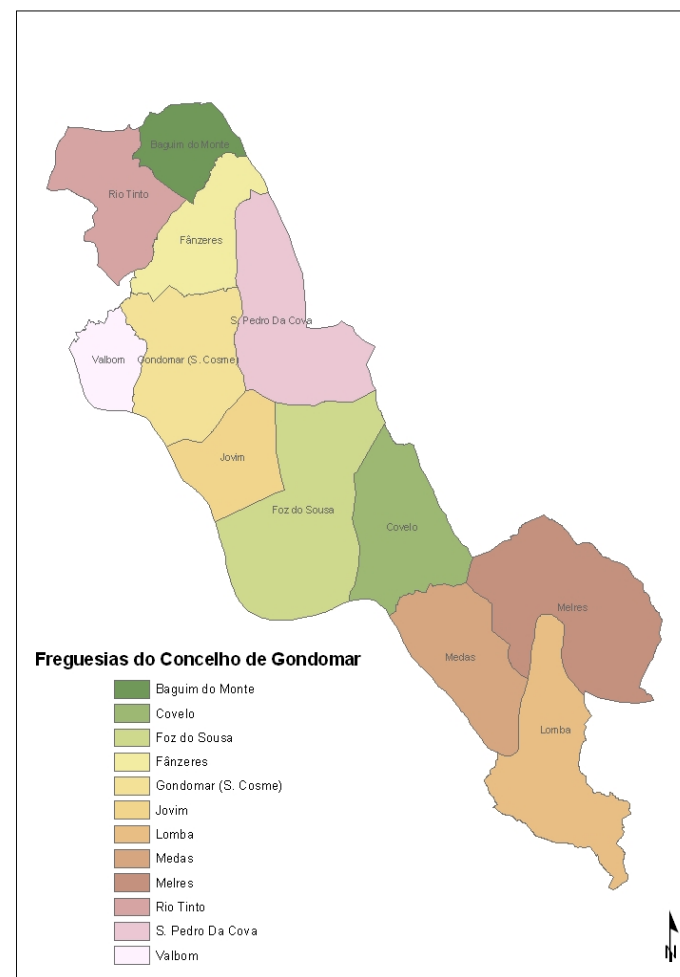 Baguim do Monte
Rio Tinto
Fânzeres
S. Pedro Da Cova
Valbom
Gondomar (S. Cosme)
Jovim
Foz do Sousa
Covelo
Melres
Medas
Lomba
Freguesias do Concelho de Gondomar
Baguim do Monte
Covelo
Foz do Sousa
Fânzeres
Gondomar (S. Cosme)
Jovim
Lomba
Medas
Melres
Rio Tinto
S. Pedro Da Cova
Valbom
N